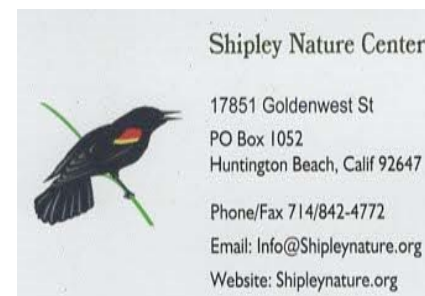 Shipley Nature Center
17851 Goldenwest St
PO Box 1052
Huntington Beach, Calif 92647
Phone/Fax 714/842-4772
Email: Info@Shipleynature.org
Website: Shipleynature.org